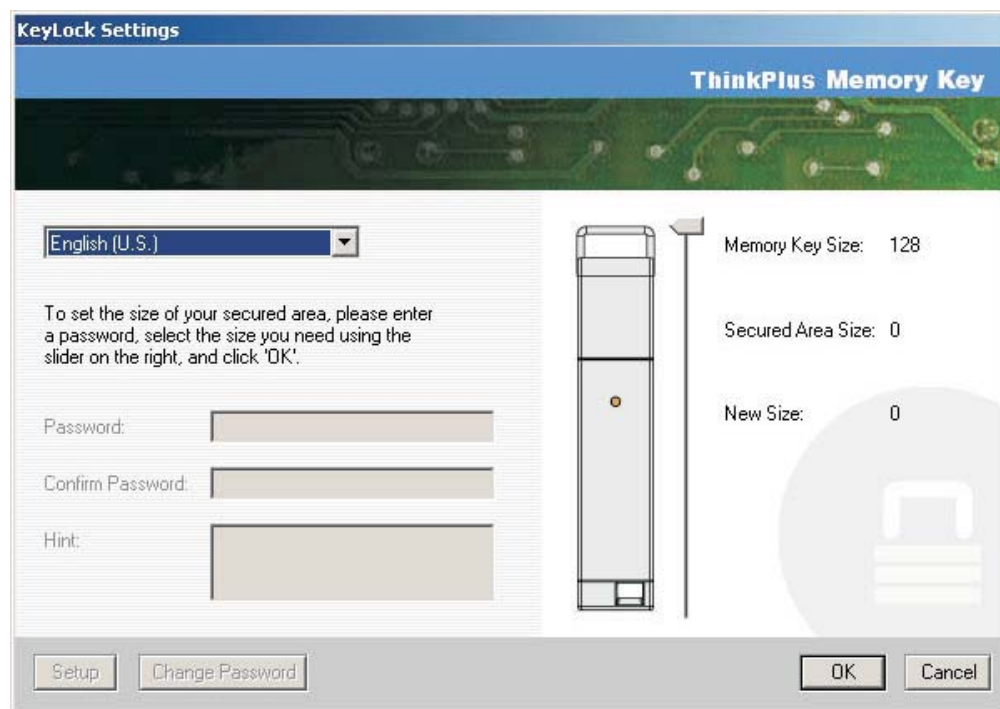 KeyLock Settings
ThinkPlus Memory Key
English (U.S.)
To set the size of your secured area, please enter
a password, select the size you need using the
slider on the right, and click 'OK'.
Password:
Confirm Password:
Hint:
Memory Key Size: 128
Secured Area Size: 0
New Size: 0
Setup
Change Password
OK
Cancel